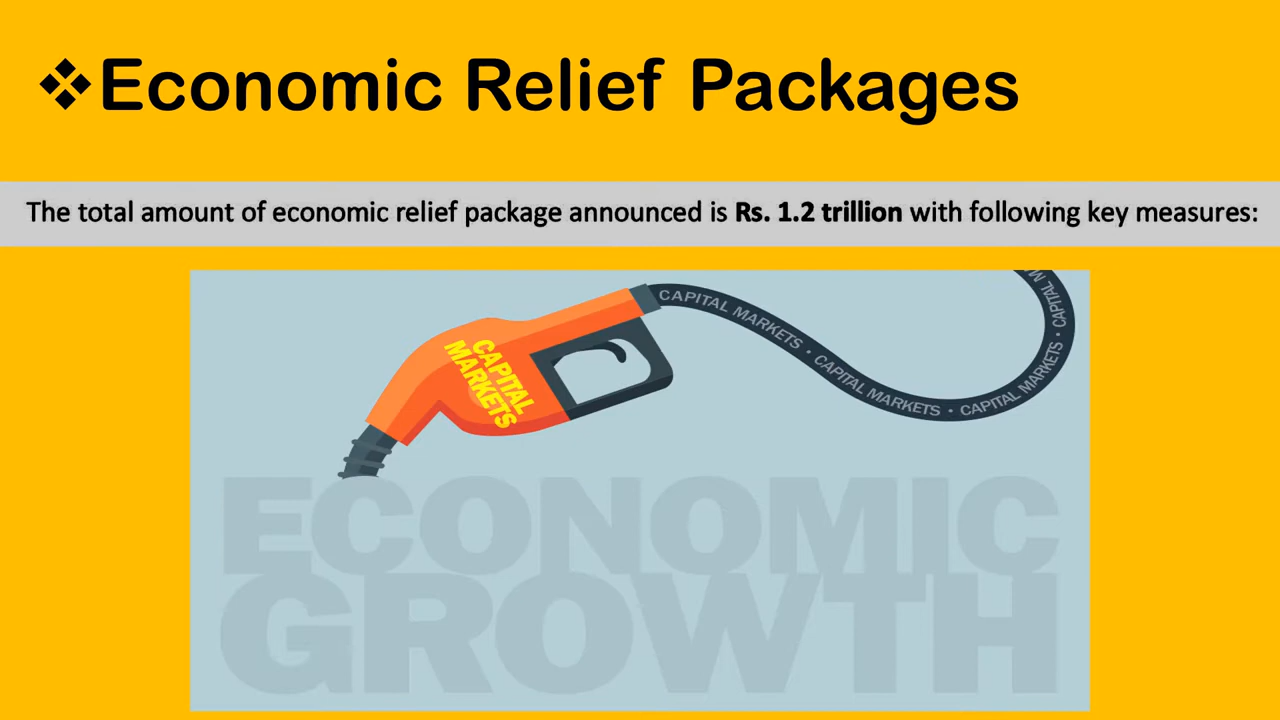 ❖Economic Relief Packages
The total amount of economic relief package announced is Rs. 1.2 trillion with following key measures:
CAPITAL MARKETS • CAPITAL MARKETS • CAPITAL MARKETS • CAPITAL M
CAPITAL
MARKETS
ECONOMIC
GROWTH